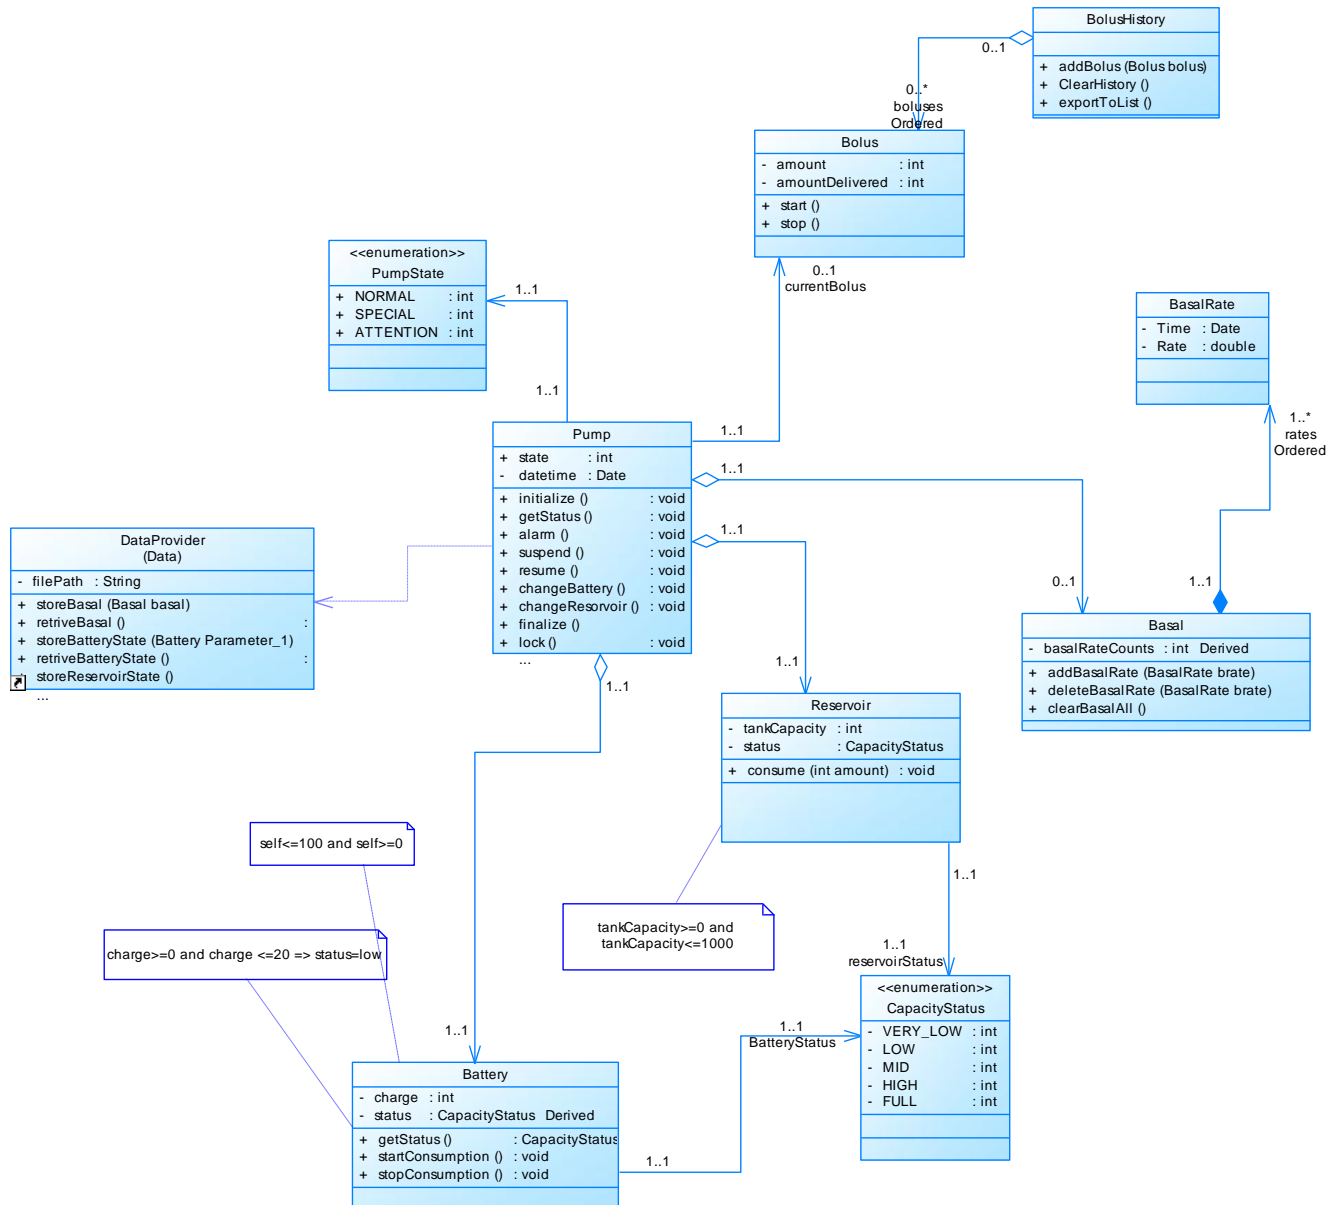 BolusHistory
+ addBolus (Bolus bolus)
+ ClearHistory ()
+ exportToList ()
0..1
0..*
boluses
Ordered
Bolus
- amount : int
- amountDelivered : int
+ start ()
+ stop ()
0..1
currentBolus
<<enumeration>>
PumpState
+ NORMAL : int
+ SPECIAL : int
+ ATTENTION : int
1..1
1..1
BasalRate
- Time : Date
- Rate : double
1..*
rates
Ordered
Pump
+ state : int
- datetime : Date
+ initialize () : void
+ getStatus () : void
+ alarm () : void
+ suspend () : void
+ resume () : void
+ changeBattery () : void
+ changeResorvoir () : void
+ finalize ()
+ lock () : void
...
1..1
1..1
1..1
1..1
DataProvider
(Data)
- filePath : String
+ storeBasal (Basal basal)
+ retriveBasal () :
+ storeBatteryState (Battery Parameter_1)
+ retriveBatteryState () :
+ storeReservoirState ()
...
0..1
1..1
Basal
- basalRateCounts : int Derived
+ addBasalRate (BasalRate brate)
+ deleteBasalRate (BasalRate brate)
+ clearBasalAll ()
1..1
Reservoir
- tankCapacity : int
- status : CapacityStatus
+ consume (int amount) : void
1..1
self<=100 and self>=0
tankCapacity>=0 and
tankCapacity<=1000
charge>=0 and charge <=20 => status=low
1..1
reservoirStatus
<<enumeration>>
CapacityStatus
- VERY_LOW : int
- LOW : int
- MID : int
- HIGH : int
- FULL : int
1..1
BatteryStatus
1..1
Battery
- charge : int
- status : CapacityStatus Derived
+ getStatus () : CapacityStatus
+ startConsumption () : void
+ stopConsumption () : void
1..1